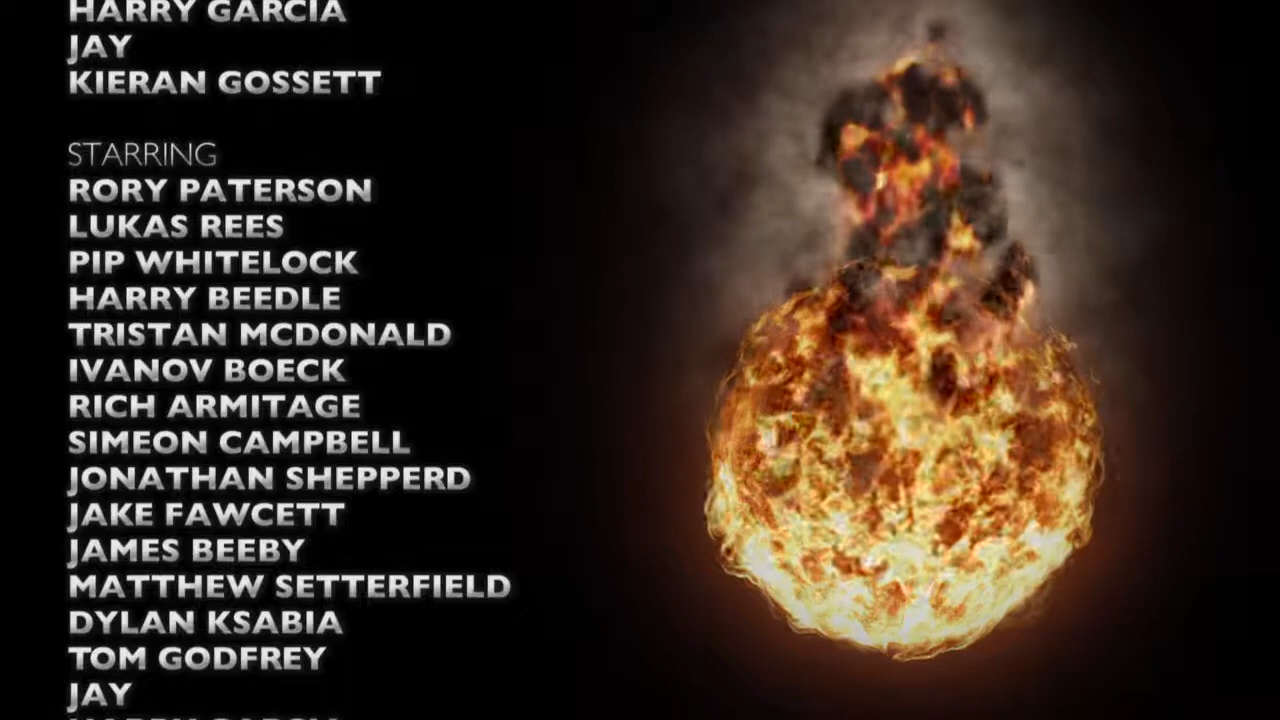 HARRY GARCIA
JAY
KIERAN GOSSETT
STARRING
RORY PATERSON
LUKAS REES
PIP WHITELOCK
HARRY BEEDLE
TRISTAN MCDONALD
IVANOV BOECK
RICH ARMITAGE
SIMEON CAMPBELL
JONATHAN SHEPPERD
JAKE FAWCETT
JAMES BEEBY
MATTHEW SETTERFIELD
DYLAN KSABIA
TOM GODFREY
JAY